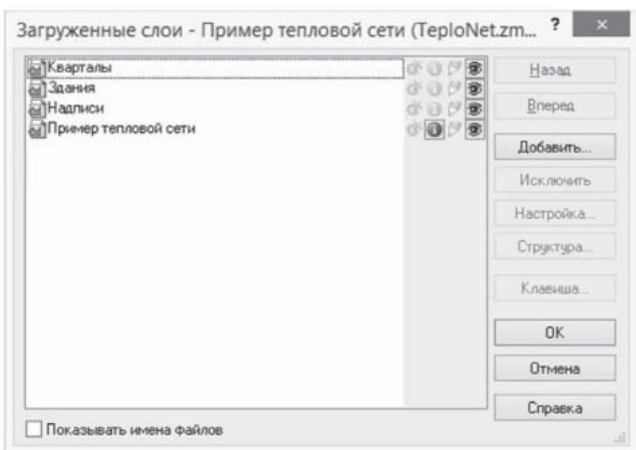 Загруженные слои - Пример тепловой сети (TeploNet.zm... ?
Кварталы
Здания
Надписи
Пример тепловой сети
Назад
Вперед
Добавить...
Исключить
Настройка...
Структура...
Клавиша...
ОК
Отмена
Справка
Показывать имена файлов